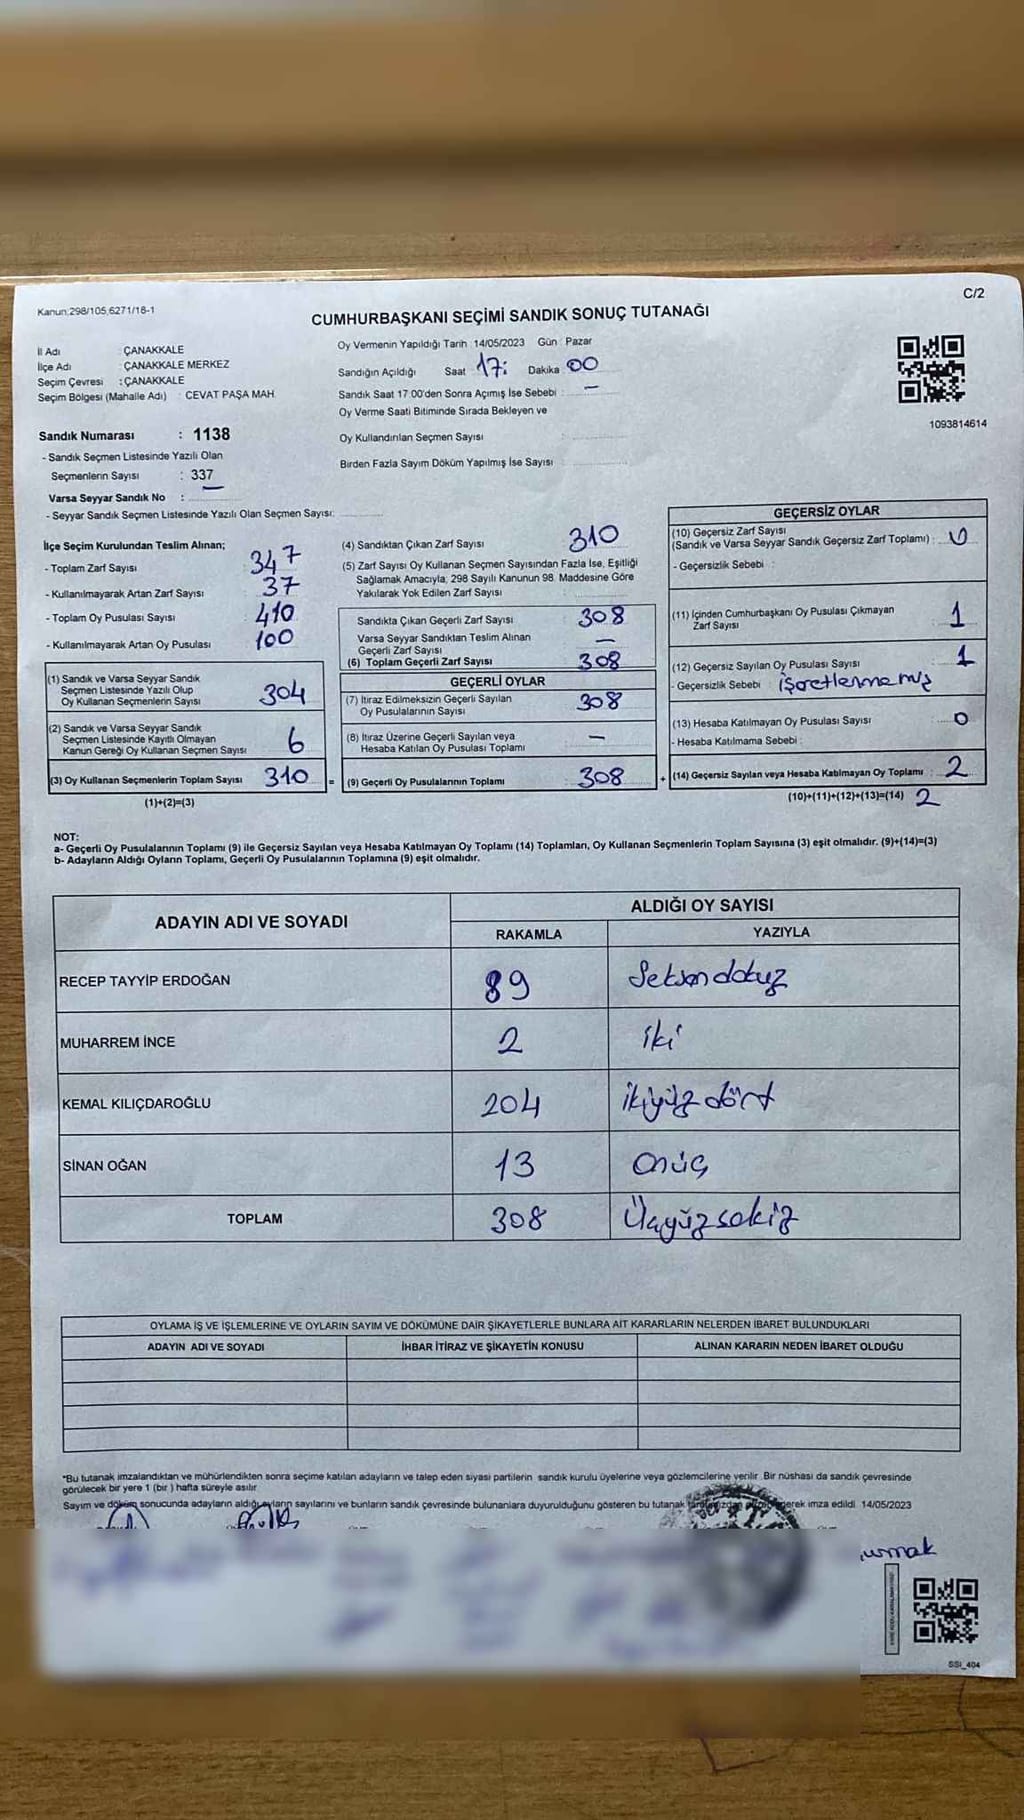 C/2
Kanun:298/105,6271/18-1
CUMHURBAŞKANI SEÇİMİ SANDIK SONUÇ TUTANAĞI
İl Adı : ÇANAKKALE
İlçe Adı : ÇANAKKALE MERKEZ
Seçim Çevresi : ÇANAKKALE
Seçim Bölgesi (Mahalle Adı) : CEVAT PAŞA MAH.
Sandık Numarası : 1138
- Sandık Seçmen Listesinde Yazılı Olan
Seçmenlerin Sayısı : 337
Varsa Seyyar Sandık No :
- Seyyar Sandık Seçmen Listesinde Yazılı Olan Seçmen Sayısı:
Oy Vermenin Yapıldığı Tarih : 14/05/2023 Gün : Pazar
Sandığın Açıldığı Saat 17: Dakika 00
Sandık Saat 17.00'den Sonra Açımış İse Sebebi : –
Oy Verme Saati Bitiminde Sırada Bekleyen ve
Oy Kullandırılan Seçmen Sayısı :
Birden Fazla Sayım Döküm Yapılmış İse Sayısı :
1093814614
İlçe Seçim Kurulundan Teslim Alınan;
- Toplam Zarf Sayısı : 347
- Kullanılmayarak Artan Zarf Sayısı : 37
- Toplam Oy Pusulası Sayısı : 410
- Kullanılmayarak Artan Oy Pusulası : 100
(1) Sandık ve Varsa Seyyar Sandık
Seçmen Listesinde Yazılı Olup
Oy Kullanan Seçmenlerin Sayısı 304
(2) Sandık ve Varsa Seyyar Sandık
Seçmen Listesinde Kayıtlı Olmayan
Kanun Gereği Oy Kullanan Seçmen Sayısı 6
(3) Oy Kullanan Seçmenlerin Toplam Sayısı 310 =
(1)+(2)=(3)
(4) Sandıktan Çıkan Zarf Sayısı 310
(5) Zarf Sayısı Oy Kullanan Seçmen Sayısından Fazla İse, Eşitliği
Sağlamak Amacıyla, 298 Sayılı Kanunun 98. Maddesine Göre
Yakılarak Yok Edilen Zarf Sayısı :
Sandıkta Çıkan Geçerli Zarf Sayısı 308
Varsa Seyyar Sandıktan Teslim Alınan
Geçerli Zarf Sayısı –
(6) Toplam Geçerli Zarf Sayısı 308
GEÇERLİ OYLAR
(7) İtiraz Edilmeksizin Geçerli Sayılan
Oy Pusulalarının Sayısı 308
(8) İtiraz Üzerine Geçerli Sayılan veya
Hesaba Katılan Oy Pusulası Toplamı –
(9) Geçerli Oy Pusulalarının Toplamı 308 +
GEÇERSİZ OYLAR
(10) Geçersiz Zarf Sayısı
(Sandık ve Varsa Seyyar Sandık Geçersiz Zarf Toplamı) : 0
- Geçersizlik Sebebi :
(11) İçinden Cumhurbaşkanı Oy Pusulası Çıkmayan
Zarf Sayısı 1
(12) Geçersiz Sayılan Oy Pusulası Sayısı 1
- Geçersizlik Sebebi : işaretlenmemiş
(13) Hesaba Katılmayan Oy Pusulası Sayısı 0
- Hesaba Katılmama Sebebi :
(14) Geçersiz Sayılan veya Hesaba Katılmayan Oy Toplamı : 2
(10)+(11)+(12)+(13)=(14) 2
NOT:
a- Geçerli Oy Pusulalarının Toplamı (9) ile Geçersiz Sayılan veya Hesaba Katılmayan Oy Toplamı (14) Toplamları, Oy Kullanan Seçmenlerin Toplam Sayısına (3) eşit olmalıdır. (9)+(14)=(3)
b- Adayların Aldığı Oyların Toplamı, Geçerli Oy Pusulalarının Toplamına (9) eşit olmalıdır.
ADAYIN ADI VE SOYADI ALDIĞI OY SAYISI
RAKAMLA YAZIYLA
RECEP TAYYİP ERDOĞAN 89 Seksendokuz
MUHARREM İNCE 2 iki
KEMAL KILIÇDAROĞLU 204 ikiyüzdört
SİNAN OĞAN 13 Onüç
TOPLAM 308 Üçyüzsekiz
OYLAMA İŞ VE İŞLEMLERİNE VE OYLARIN SAYIM VE DÖKÜMÜNE DAİR ŞİKAYETLERLE BUNLARA AİT KARARLARIN NELERDEN İBARET BULUNDUKLARI
ADAYIN ADI VE SOYADI İHBAR İTİRAZ VE ŞİKAYETİN KONUSU ALINAN KARARIN NEDEN İBARET OLDUĞU
*Bu tutanak imzalandıktan ve mühürlendikten sonra seçime katılan adayların ve talep eden siyasi partilerin sandık kurulu üyelerine veya gözlemcilerine verilir. Bir nüshası da sandık çevresinde
görülecek bir yere 1 (bir) hafta süreyle asılır.
Sayım ve döküm sonucunda adayların aldığı oyların sayılarını ve bunların sandık çevresinde bulunanlara duyurulduğunu gösteren bu tutanak imza edildi. 14/05/2023
SSI_404